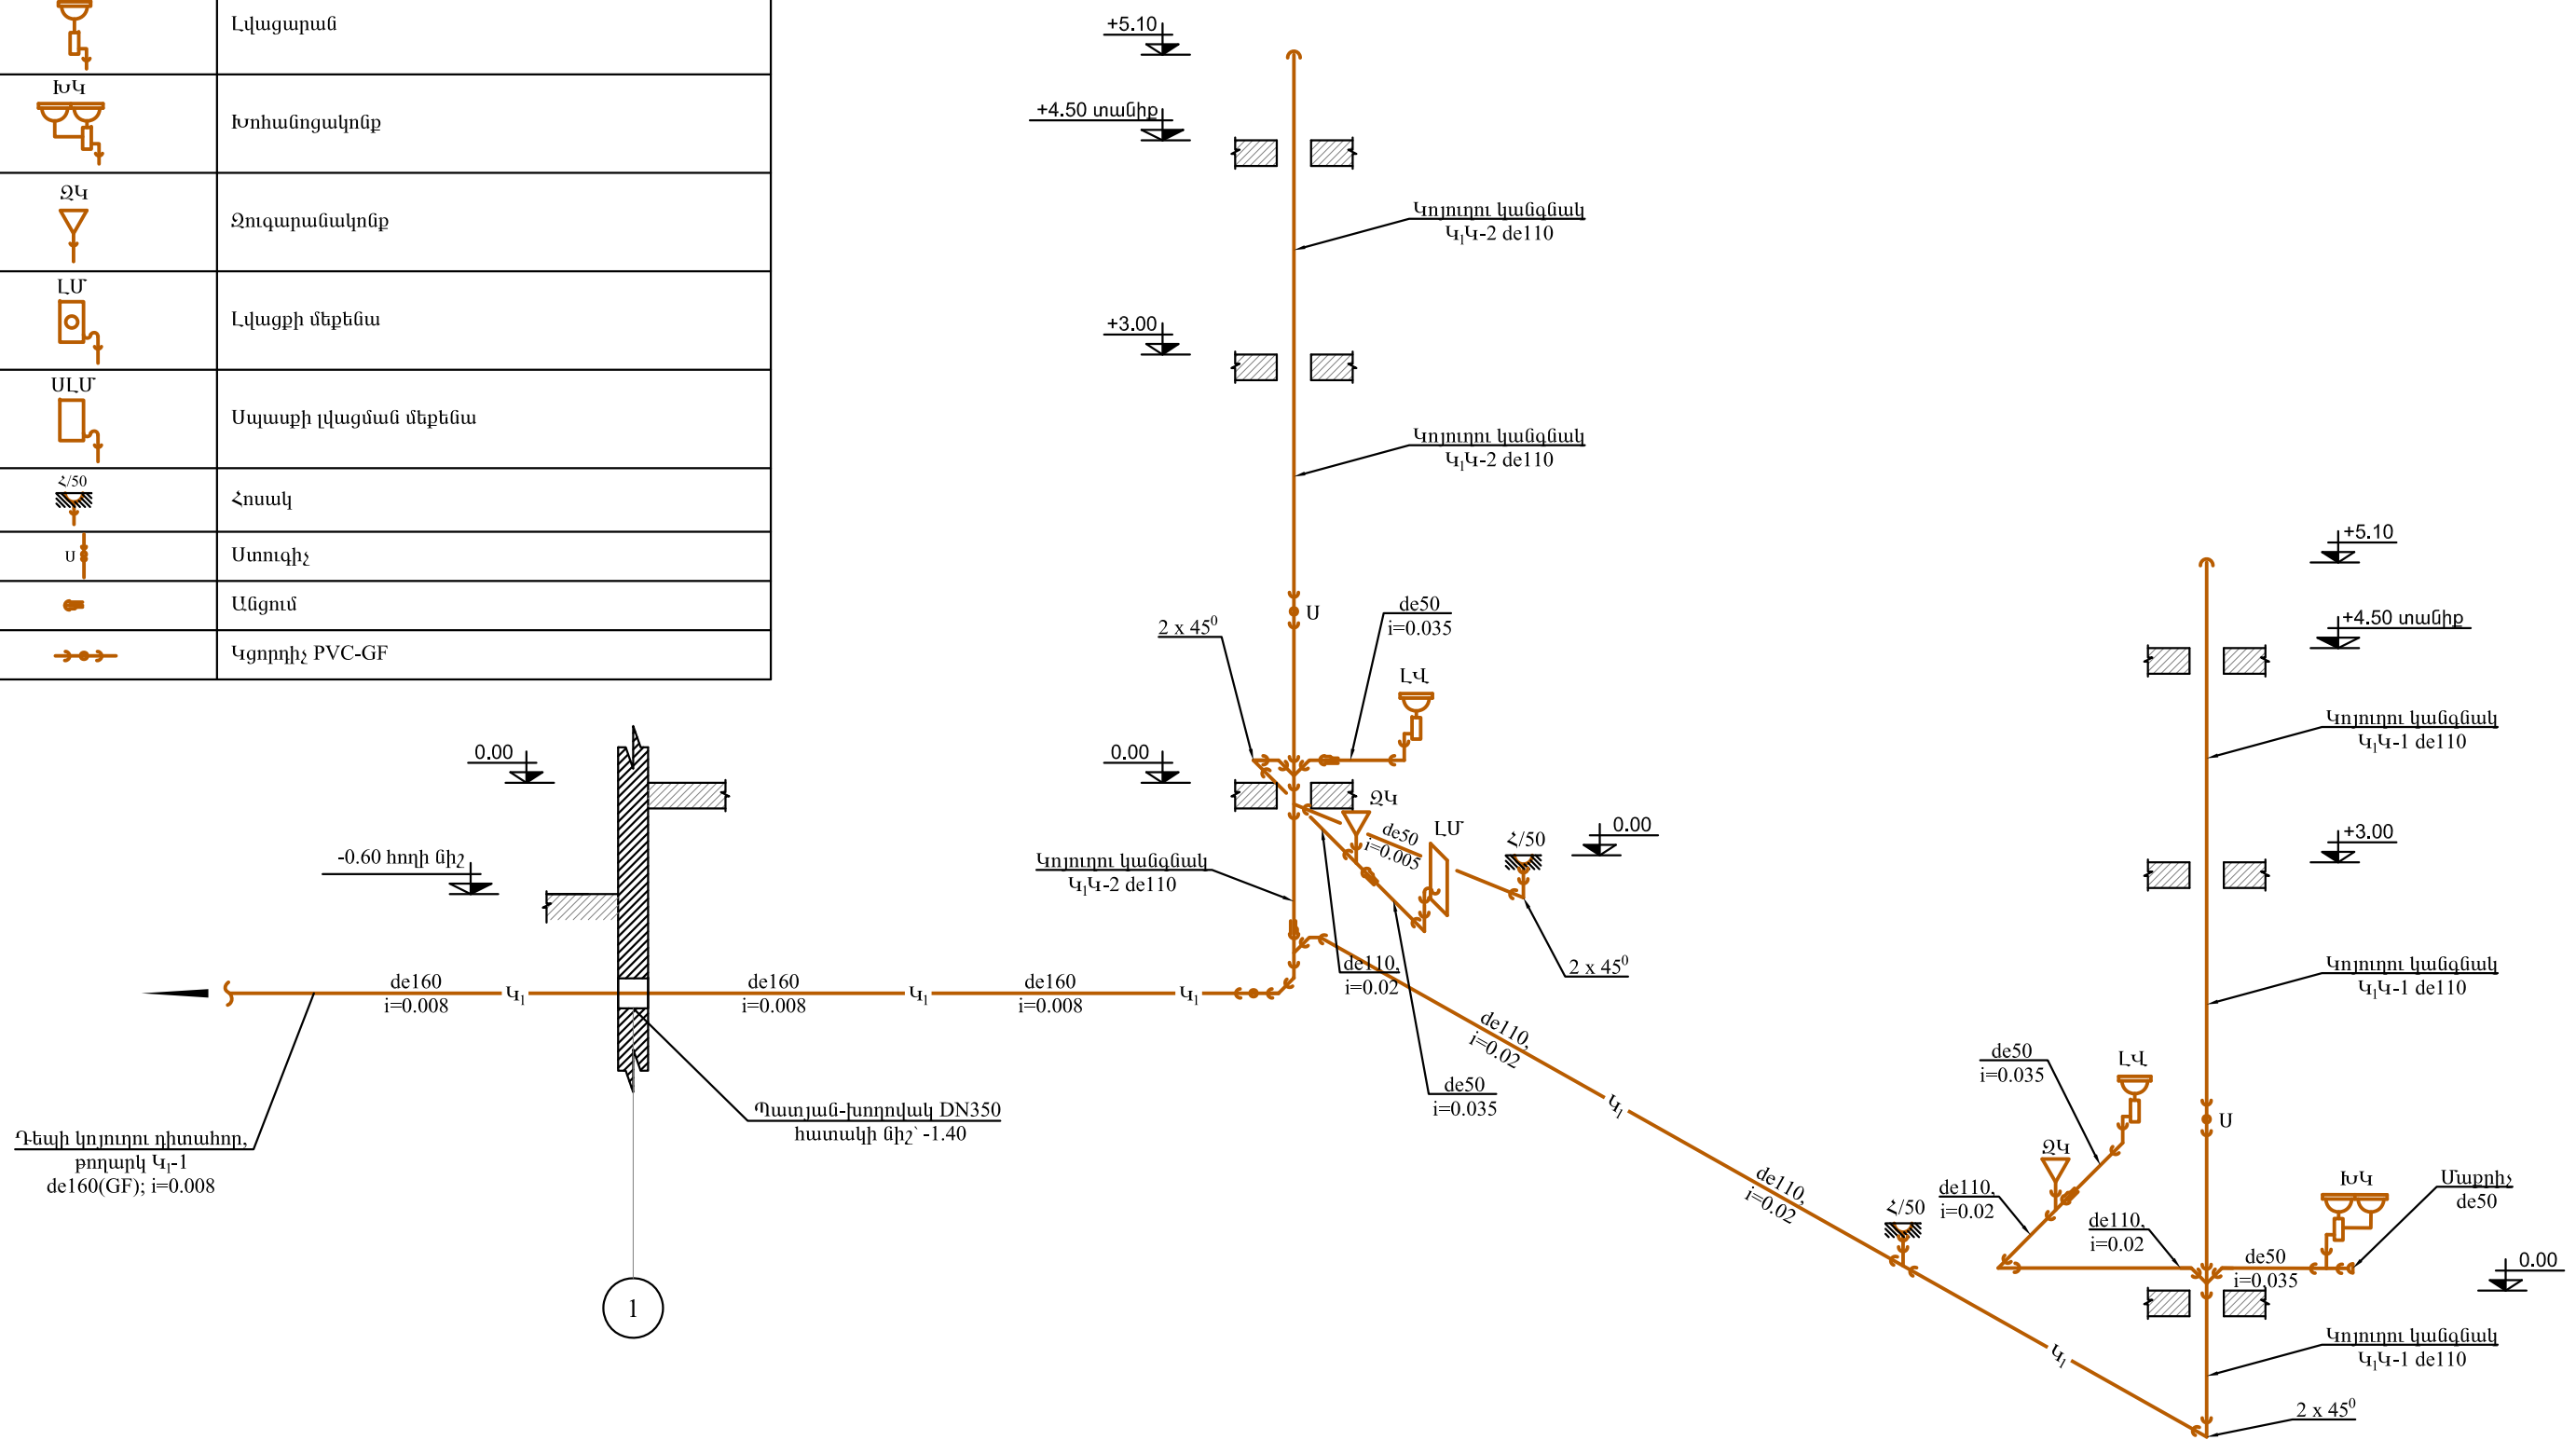 Լվացարան
ԽԿ
Խոհանոցակոնք
ԶԿ
Զուգարանակոնք
ԼՄ
Լվացքի մեքենա
ՍԼՄ
Սպասքի լվացման մեքենա
Հ/50
Հոսակ
Ս
Ստուգիչ
Անցում
Կցորդիչ PVC-GF
+5.10
+4.50 տանիք
Կոյուղու կանգնակ
Կ₁Կ-2 de110
+3.00
Կոյուղու կանգնակ
Կ₁Կ-2 de110
Ս
de50
i=0.035
2 x 45⁰
ԼՎ
0.00
0.00
ԶԿ
de50
i=0.005
ԼՄ
Հ/50
0.00
-0.60 հողի նիշ
Կոյուղու կանգնակ
Կ₁Կ-2 de110
de110,
i=0.02
2 x 45⁰
de160
i=0.008
Կ₁
de160
i=0.008
Կ₁
de160
i=0.008
Կ₁
de50
i=0.035
Պատյան-խողովակ DN350
հատակի նիշ՝ -1.40
Դեպի կոյուղու դիտահոր,
թողարկ Կ₁-1
de160(GF); i=0.008
1
de110,
i=0.02
Կ₁
de110,
i=0.02
Հ/50
Կ₁
+5.10
+4.50 տանիք
Կոյուղու կանգնակ
Կ₁Կ-1 de110
+3.00
Կոյուղու կանգնակ
Կ₁Կ-1 de110
de50
i=0.035
ԼՎ
Ս
ԶԿ
de110,
i=0.02
de110,
i=0.02
ԽԿ
Մաքրիչ
de50
de50
i=0.035
0.00
Կոյուղու կանգնակ
Կ₁Կ-1 de110
2 x 45⁰